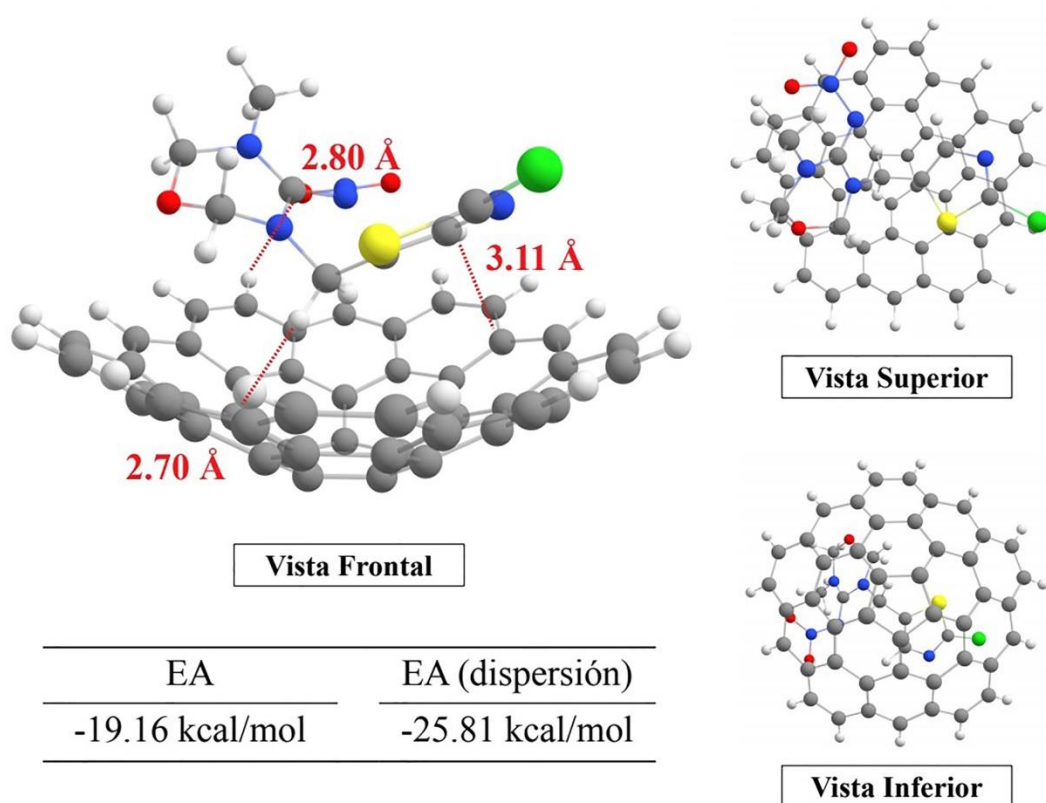 2.80 Å
3.11 Å
2.70 Å
Vista Frontal
Vista Superior
Vista Inferior
EA EA (dispersión)
-19.16 kcal/mol -25.81 kcal/mol